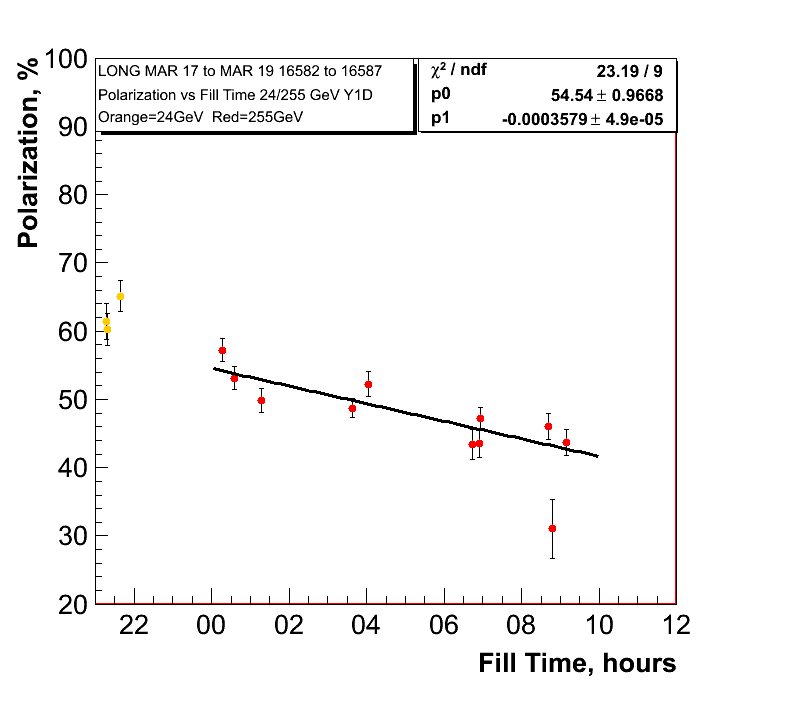 LONG MAR 17 to MAR 19 16582 to 16587
Polarization vs Fill Time 24/255 GeV Y1D
Orange=24GeV Red=255GeV
χ² / ndf 23.19 / 9
p0 54.54 ± 0.9668
p1 -0.0003579 ± 4.9e-05
Polarization, %
100
90
80
70
60
50
40
30
20
22 00 02 04 06 08 10 12
Fill Time, hours